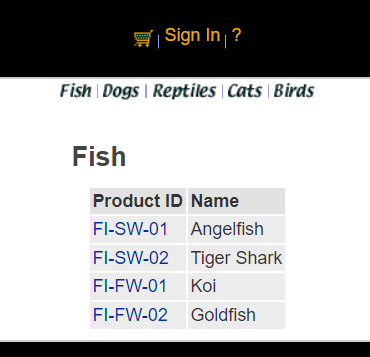 Sign In | ?
Fish | Dogs | Reptiles | Cats | Birds
Fish
Product ID Name
FI-SW-01 Angelfish
FI-SW-02 Tiger Shark
FI-FW-01 Koi
FI-FW-02 Goldfish